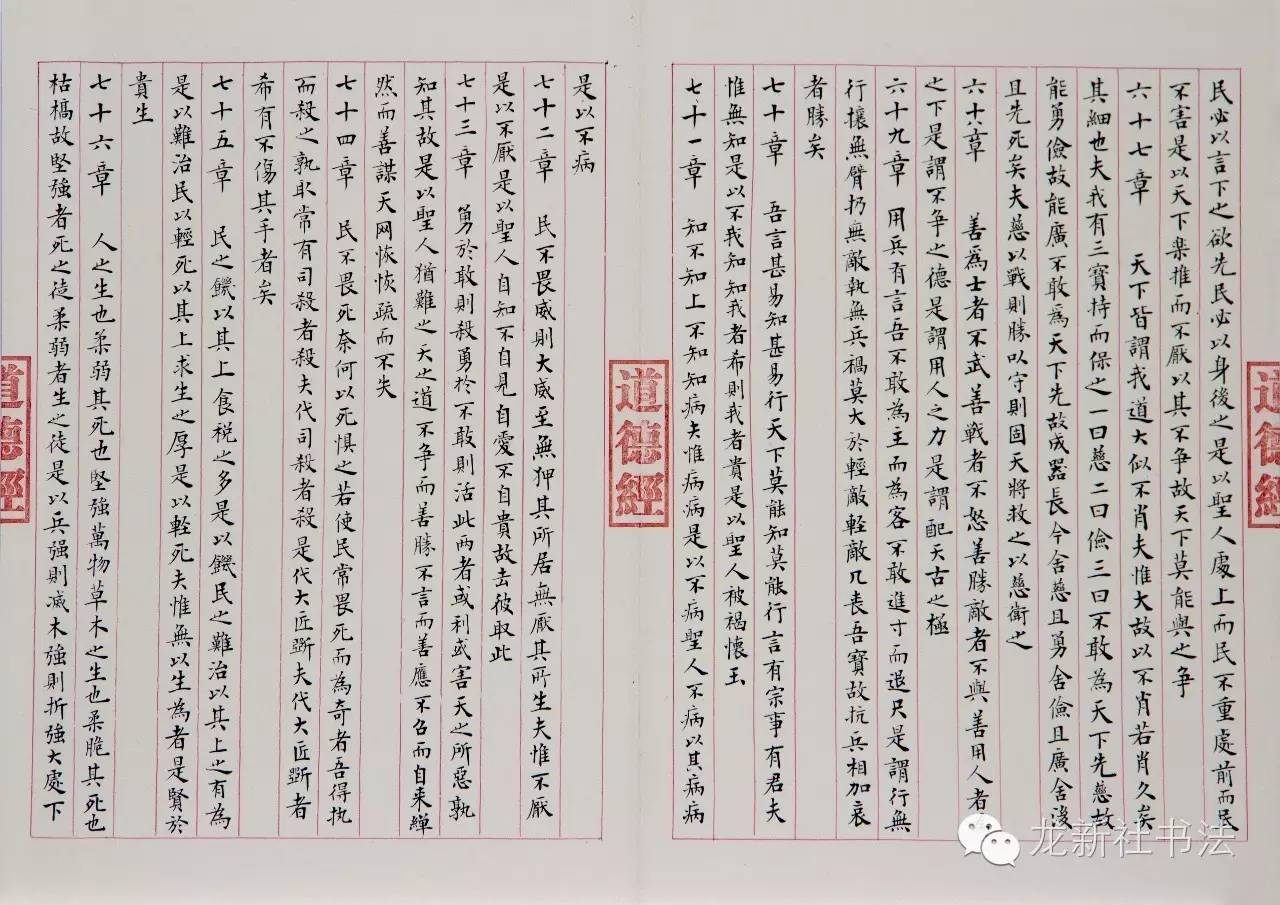 民必以言下之欲先民必以身後之是以聖人處上而民不重處前而民
不害是以天下楽推而不厭以其不争故天下莫能與之争
六十七章 天下皆謂我道大似不肖夫惟大故以不肖若肖久矣
其細也夫我有三寶持而保之一曰慈二曰儉三曰不敢為天下先慈故
能勇儉故能廣不敢爲天下先故成器長今舍慈且勇舍儉且廣舍後
且先死矣夫慈以戰則勝以守則固天將救之以慈衛之
六十八章 善爲士者不武善戦者不怒善勝敵者不與善用人者
之下是謂不争之德是謂用人之力是謂配天古之極
六十九章 用兵有言吾不敢為王而為客不敢進寸而退尺是謂行無
行攘無臂扔無敵執無兵禍莫大於輕敵軽敵几丧吾寶故抗兵相加哀
者勝矣
七十章 吾言甚易知甚易行天下莫能知莫能行言有宗事有君夫
惟無知是以不我知知我者希則我者貴是以聖人被褐懷玉
七十一章 知不知上不知知病夫惟病病是以不病聖人不病以其病病
是以不病
七十二章 民不畏威則大威至無狎其所居無厭其所生夫惟不厭
是以不厭是以聖人自知不自見自愛不自貴故去彼取此
七十三章 勇於敢則殺勇於不敢則活此两者或利或害天之所惡孰
知其故是以聖人猶難之天之道不争而善勝不言而善應不召而自来繟
然而善謀天网恢恢疏而不失
七十四章 民不畏死奈何以死惧之若使民常畏死而為奇者吾得执
而殺之孰敢常有司殺者殺夫代司殺者殺是代大匠斲夫代大匠斲者
希有不傷其手者矣
七十五章 民之饑以其上食税之多是以饑民之難治以其上之有為
是以難治民以輕死以其上求生之厚是以軽死夫惟無以生為者是賢於
貴生
七十六章 人之生也柔弱其死也堅強萬物草木之生也柔脆其死也
枯槁故堅強者死之徒柔弱者生之徒是以兵強則滅木強則折強大處下
道德經
道德經
道德經
龙新社书法